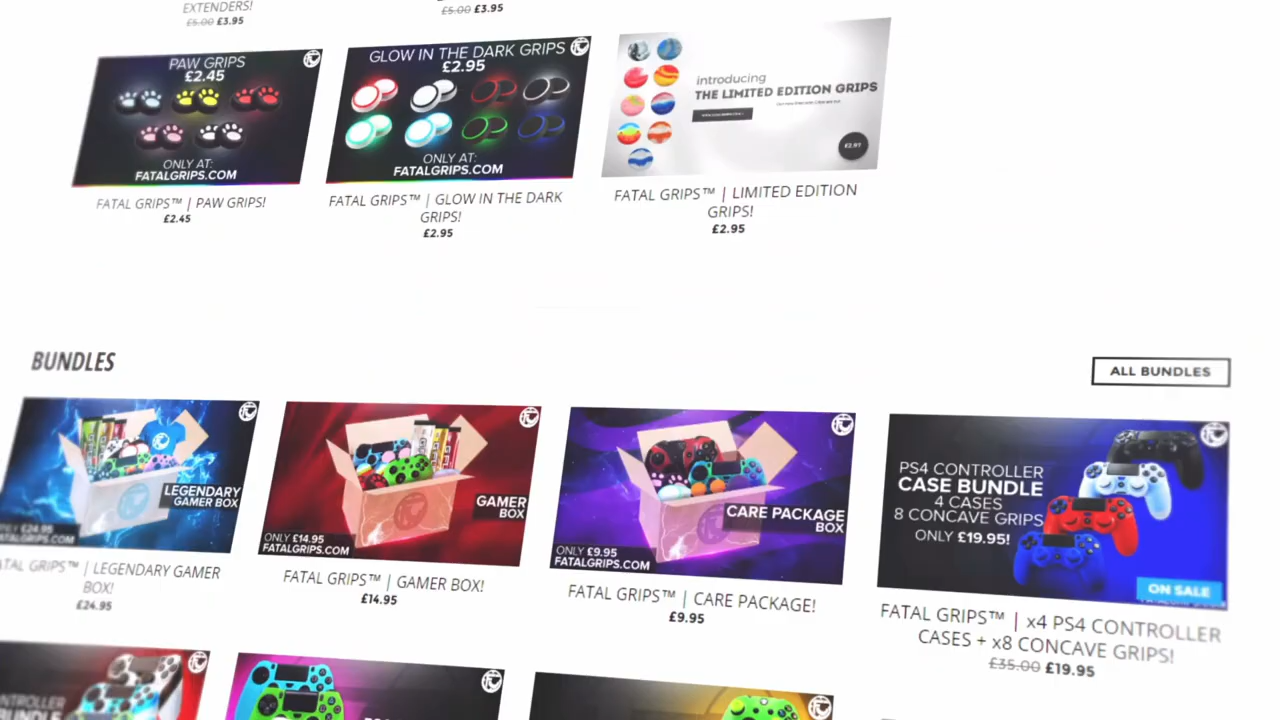 EXTENDERS!
£5.00 £3.95
£5.00 £3.95
PAW GRIPS
£2.45
ONLY AT:
FATALGRIPS.COM
FATAL GRIPS™ | PAW GRIPS!
£2.45
GLOW IN THE DARK GRIPS
£2.95
ONLY AT:
FATALGRIPS.COM
FATAL GRIPS™ | GLOW IN THE DARK
GRIPS!
£2.95
introducing
THE LIMITED EDITION GRIPS
FATAL GRIPS™ | LIMITED EDITION
GRIPS!
£2.95
BUNDLES
ALL BUNDLES
LEGENDARY
GAMER BOX
ONLY £24.95
FATALGRIPS.COM
FATAL GRIPS™ | LEGENDARY GAMER
BOX!
£24.95
GAMER
BOX
ONLY £14.95
FATALGRIPS.COM
FATAL GRIPS™ | GAMER BOX!
£14.95
CARE PACKAGE
BOX
ONLY £9.95
FATALGRIPS.COM
FATAL GRIPS™ | CARE PACKAGE!
£9.95
PS4 CONTROLLER
CASE BUNDLE
4 CASES
8 CONCAVE GRIPS
ONLY £19.95!
ON SALE
FATAL GRIPS™ | x4 PS4 CONTROLLER
CASES + x8 CONCAVE GRIPS!
£35.00 £19.95